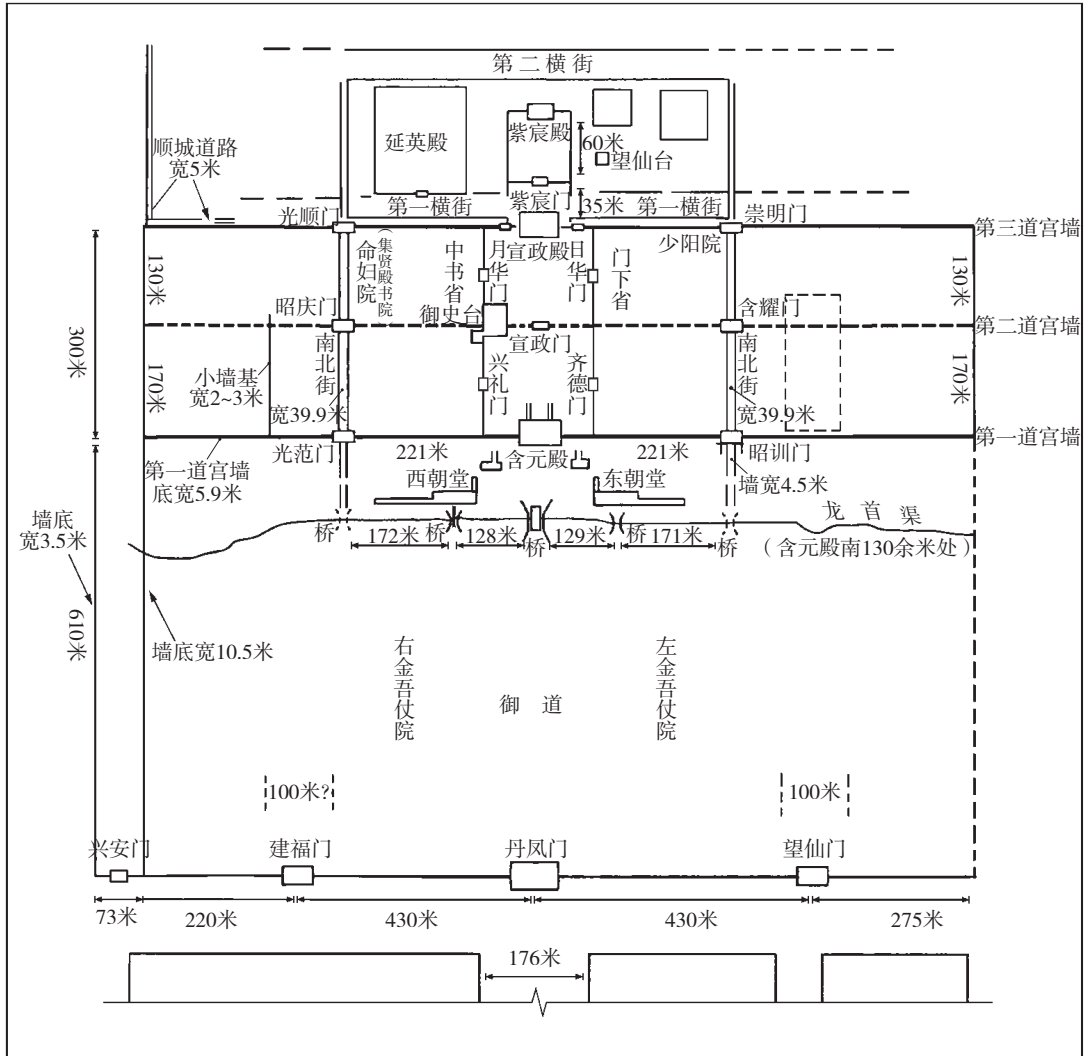 第二横街
延英殿
紫宸殿
60米
望仙台
顺城道路
宽5米
紫宸门
35米
第一横街
第一横街
光顺门
崇明门
宣政殿
少阳院
第三道宫墙
命妇院
(集贤殿书院)
中书省
月华门
日华门
门下省
130米
130米
300米
昭庆门
御史台
含耀门
宣政门
第二道宫墙
小墙基
宽2~3米
南北街
宽39.9米
兴礼门
齐德门
南北街
宽39.9米
170米
170米
光范门
221米
含元殿
221米
昭训门
第一道宫墙
第一道宫墙
底宽5.9米
西朝堂
东朝堂
墙宽4.5米
墙底
宽3.5米
龙首渠
(含元殿南130余米处)
桥
172米
桥
128米
桥
129米
桥
171米
桥
610米
墙底宽10.5米
右金吾仗院
御道
左金吾仗院
100米?
100米
兴安门
建福门
丹凤门
望仙门
73米
220米
430米
430米
275米
176米